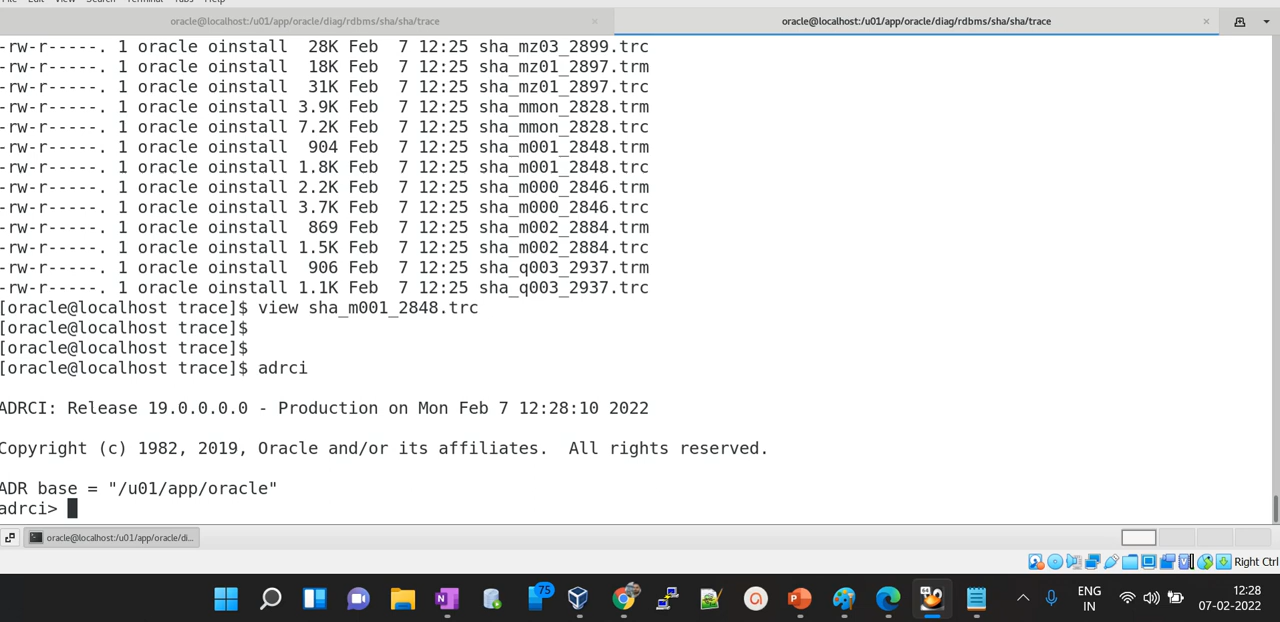 File Edit View Search Terminal Tabs Help
oracle@localhost:/u01/app/oracle/diag/rdbms/sha/sha/trace × oracle@localhost:/u01/app/oracle/diag/rdbms/sha/sha/trace ×
-rw-r-----. 1 oracle oinstall 28K Feb 7 12:25 sha_mz03_2899.trc
-rw-r-----. 1 oracle oinstall 18K Feb 7 12:25 sha_mz01_2897.trm
-rw-r-----. 1 oracle oinstall 31K Feb 7 12:25 sha_mz01_2897.trc
-rw-r-----. 1 oracle oinstall 3.9K Feb 7 12:25 sha_mmon_2828.trm
-rw-r-----. 1 oracle oinstall 7.2K Feb 7 12:25 sha_mmon_2828.trc
-rw-r-----. 1 oracle oinstall 904 Feb 7 12:25 sha_m001_2848.trm
-rw-r-----. 1 oracle oinstall 1.8K Feb 7 12:25 sha_m001_2848.trc
-rw-r-----. 1 oracle oinstall 2.2K Feb 7 12:25 sha_m000_2846.trm
-rw-r-----. 1 oracle oinstall 3.7K Feb 7 12:25 sha_m000_2846.trc
-rw-r-----. 1 oracle oinstall 869 Feb 7 12:25 sha_m002_2884.trm
-rw-r-----. 1 oracle oinstall 1.5K Feb 7 12:25 sha_m002_2884.trc
-rw-r-----. 1 oracle oinstall 906 Feb 7 12:25 sha_q003_2937.trm
-rw-r-----. 1 oracle oinstall 1.1K Feb 7 12:25 sha_q003_2937.trc
[oracle@localhost trace]$ view sha_m001_2848.trc
[oracle@localhost trace]$
[oracle@localhost trace]$
[oracle@localhost trace]$ adrci
ADRCI: Release 19.0.0.0.0 - Production on Mon Feb 7 12:28:10 2022
Copyright (c) 1982, 2019, Oracle and/or its affiliates. All rights reserved.
ADR base = "/u01/app/oracle"
adrci>
oracle@localhost:/u01/app/oracle/di...
Right Ctrl
75
ENG
IN
12:28
07-02-2022